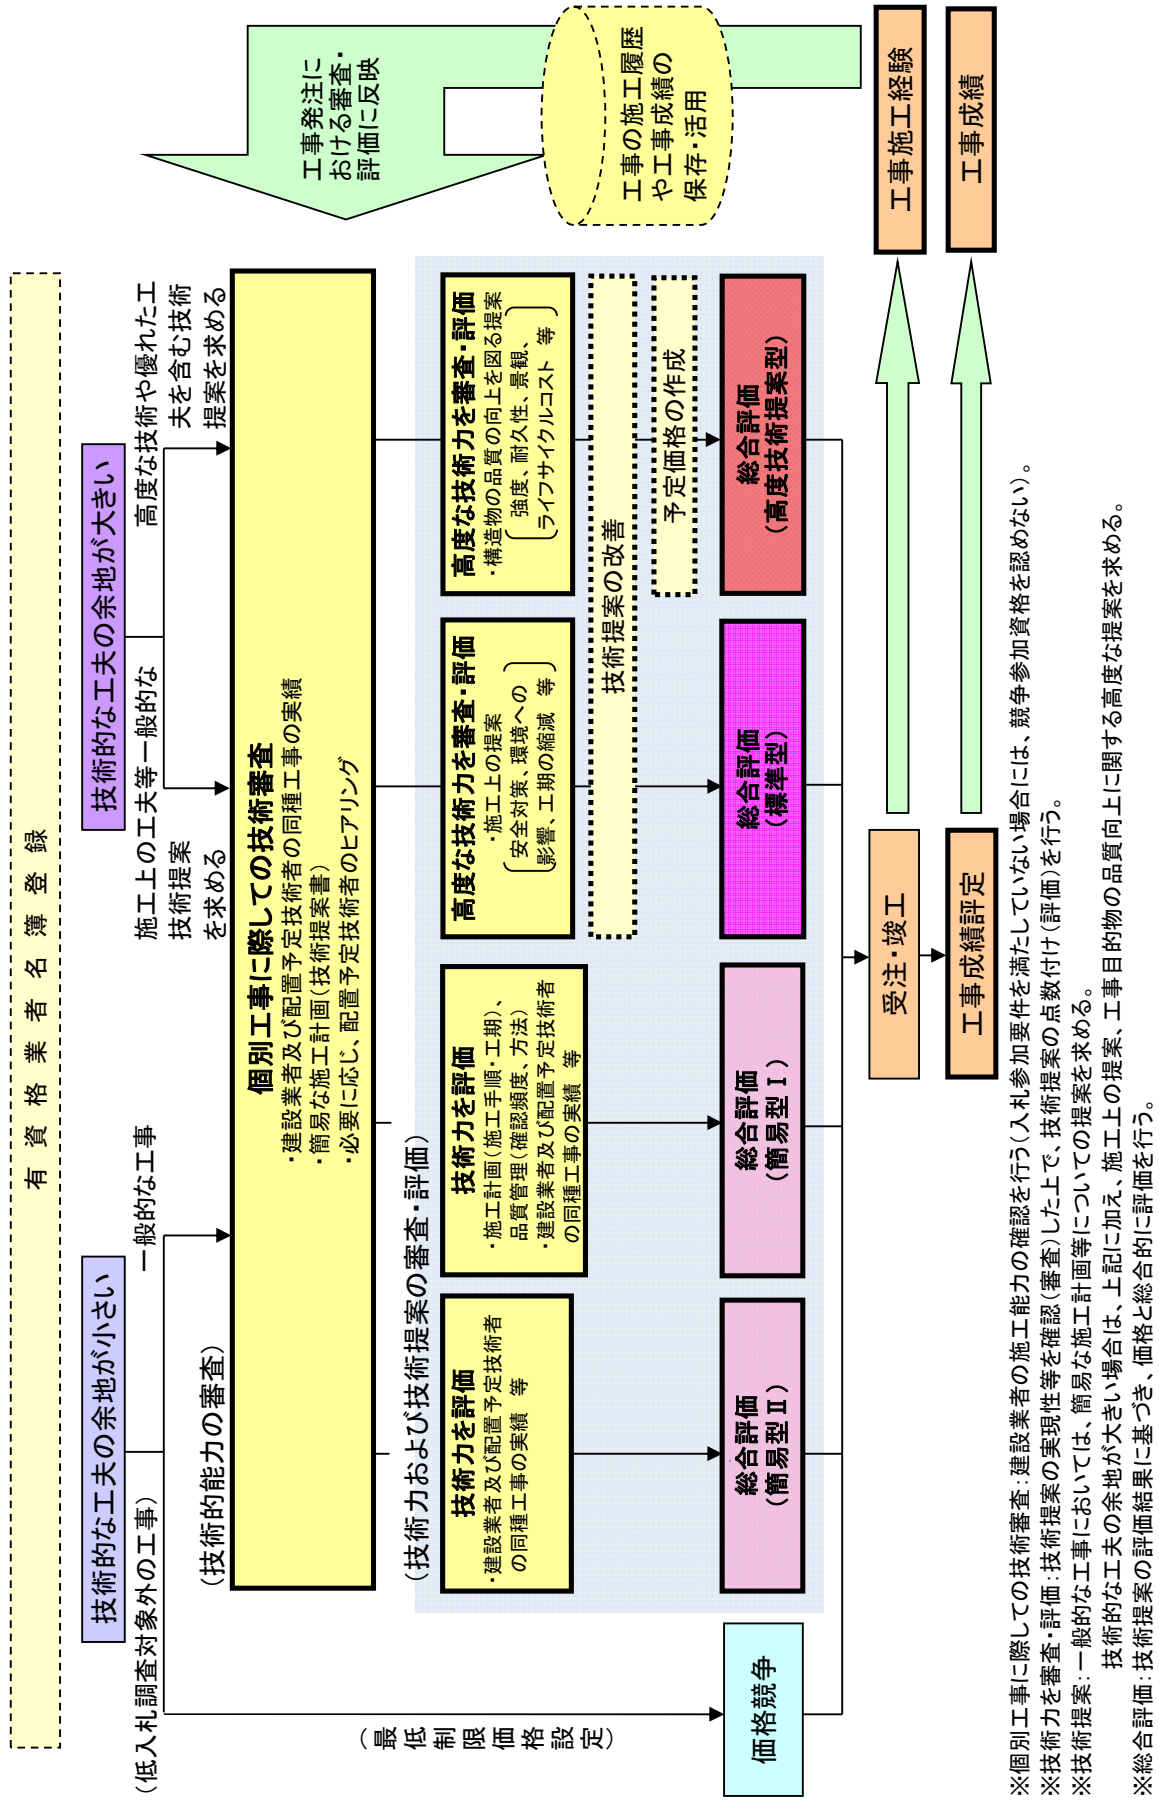 有資格業者名簿登録
技術的な工夫の余地が小さい
技術的な工夫の余地が大きい
(低入札調査対象外の工事)
一般的な工事
施工上の工夫等一般的な
技術提案
を求める
高度な技術や優れた工
夫を含む技術
提案を求める
(技術的能力の審査)
個別工事に際しての技術審査
・建設業者及び配置予定技術者の同種工事の実績
・簡易な施工計画(技術提案書)
・必要に応じ、配置予定技術者のヒアリング
(最低制限価格設定)
(技術力および技術提案の審査・評価)
技術力を評価
・建設業者及び配置予定技術者
の同種工事の実績 等
技術力を評価
・施工計画(施工手順・工期)、
品質管理(確認頻度、方法)
・建設業者及び配置予定技術者
の同種工事の実績 等
高度な技術力を審査・評価
・施工上の提案
安全対策、環境への
影響、工期の縮減 等
高度な技術力を審査・評価
・構造物の品質の向上を図る提案
強度、耐久性、景観、
ライフサイクルコスト 等
技術提案の改善
予定価格の作成
価格競争
総合評価
(簡易型Ⅱ)
総合評価
(簡易型Ⅰ)
総合評価
(標準型)
総合評価
(高度技術提案型)
受注・竣工
工事成績評定
工事施工経験
工事成績
工事の施工履歴
や工事成績の
保存・活用
工事発注に
おける審査・
評価に反映
※個別工事に際しての技術審査:建設業者の施工能力の確認を行う(入札参加要件を満たしていない場合には、競争参加資格を認めない)。
※技術力を審査・評価:技術提案の実現性等を確認(審査)した上で、技術提案の点数付け(評価)を行う。
※技術提案:一般的な工事においては、簡易な施工計画等についての提案を求める。
技術的な工夫の余地が大きい場合は、上記に加え、施工上の提案、工事目的物の品質向上に関する高度な提案を求める。
※総合評価:技術提案の評価結果に基づき、価格と総合的に評価を行う。